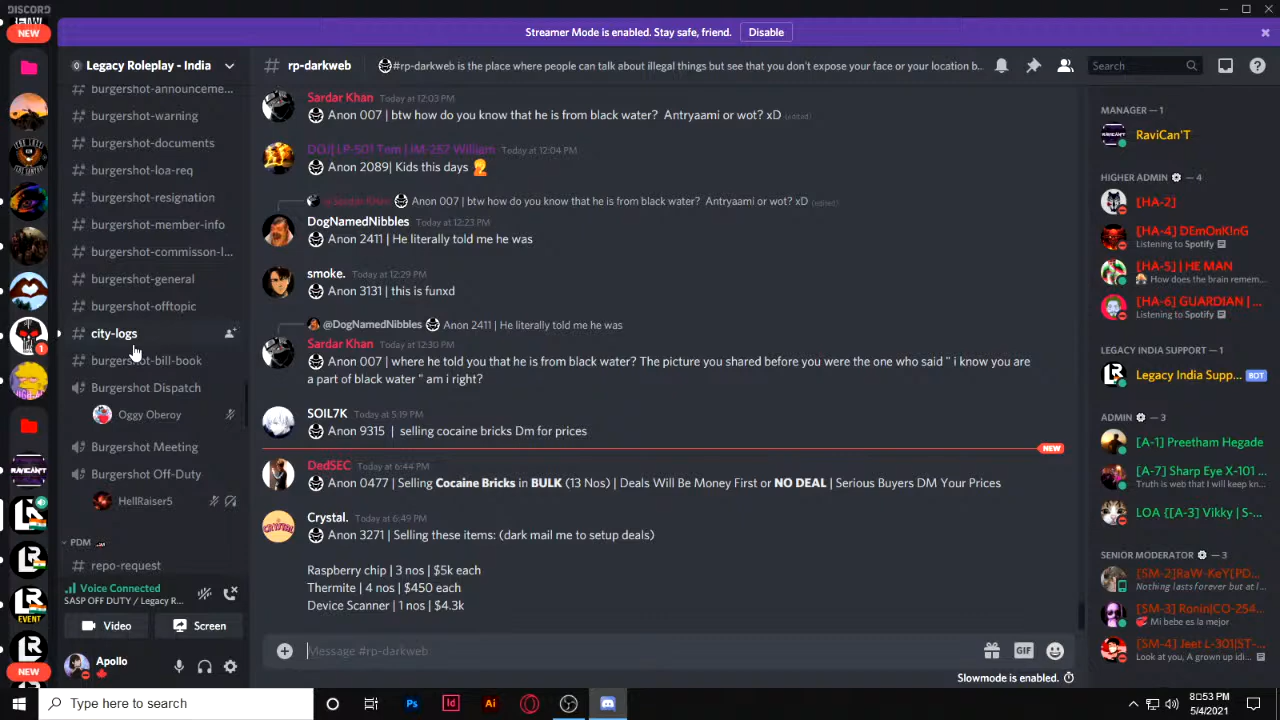 DISCORD
NEW
Streamer Mode is enabled. Stay safe, friend.
Disable
Legacy Roleplay - India
burgershot-announceme...
burgershot-warning
burgershot-documents
burgershot-loa-req
burgershot-resignation
burgershot-member-info
burgershot-commisson-l...
burgershot-general
burgershot-offtopic
city-logs
burgershot-bill-book
Burgershot Dispatch
Oggy Oberoy
Burgershot Meeting
Burgershot Off-Duty
HellRaiser5
PDM
repo-request
Voice Connected
SASP OFF DUTY / Legacy R...
Video
Screen
Apollo
1
RAVICAN'T
EVENT
NEW
# rp-darkweb
#rp-darkweb is the place where people can talk about illegal things but see that you don't expose your face or your location b...
Search
Sardar Khan Today at 12:03 PM
Anon 007 | btw how do you know that he is from black water? Antryaami or wot? xD (edited)
DOJ| LP-50| Tom | IM-257 William Today at 12:04 PM
Anon 2089| Kids this days
@Sardar Khan Anon 007 | btw how do you know that he is from black water? Antryaami or wot? xD (edited)
DogNamedNibbles Today at 12:23 PM
Anon 2411 | He literally told me he was
smoke. Today at 12:29 PM
Anon 3131 | this is funxd
@DogNamedNibbles Anon 2411 | He literally told me he was
Sardar Khan Today at 12:30 PM
Anon 007 | where he told you that he is from black water? The picture you shared before you were the one who said " i know you are
a part of black water " am i right?
SOIL7K Today at 5:19 PM
Anon 9315 | selling cocaine bricks Dm for prices
NEW
DedSEC Today at 6:44 PM
Anon 0477 | Selling Cocaine Bricks in BULK (13 Nos) | Deals Will Be Money First or NO DEAL | Serious Buyers DM Your Prices
Crystal. Today at 6:49 PM
Anon 3271 | Selling these items: (dark mail me to setup deals)
Raspberry chip | 3 nos | $5k each
Thermite | 4 nos | $450 each
Device Scanner | 1 nos | $4.3k
Message #rp-darkweb
GIF
Slowmode is enabled.
MANAGER — 1
RaviCan'T
HIGHER ADMIN — 4
[HA-2]
[HA-4] DEmOnK!nG
Listening to Spotify
[HA-5] | HE MAN
How does the brain remem...
[HA-6] GUARDIAN | ...
Listening to Spotify
LEGACY INDIA SUPPORT — 1
Legacy India Supp... BOT
ADMIN — 3
[A-1] Preetham Hegade
[A-7] Sharp Eye X-101 ...
Truth is web that I will keep kn...
LOA {[A-3] Vikky | S-...
SENIOR MODERATOR — 3
[SM-2]RaW-KeY[PD...
Nothing lasts forever but at l...
[SM-3] Ronin|CO-254...
Mi bebe es la mejor
[SM-4] Jeet L-301|ST-...
Look at you, A grown up idi...
Type here to search
Ps
Id
Ai
8:53 PM
5/4/2021